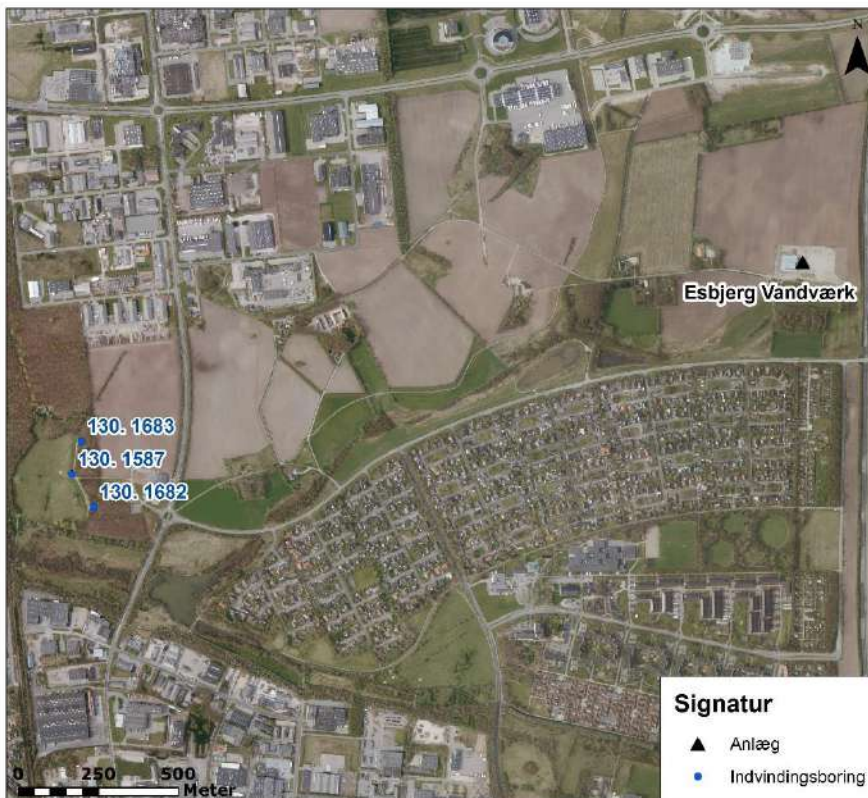 N
Esbjerg Vandværk
130. 1683
130. 1587
130. 1682
Signatur
Anlæg
Indvindingsboring
0 250 500
Meter